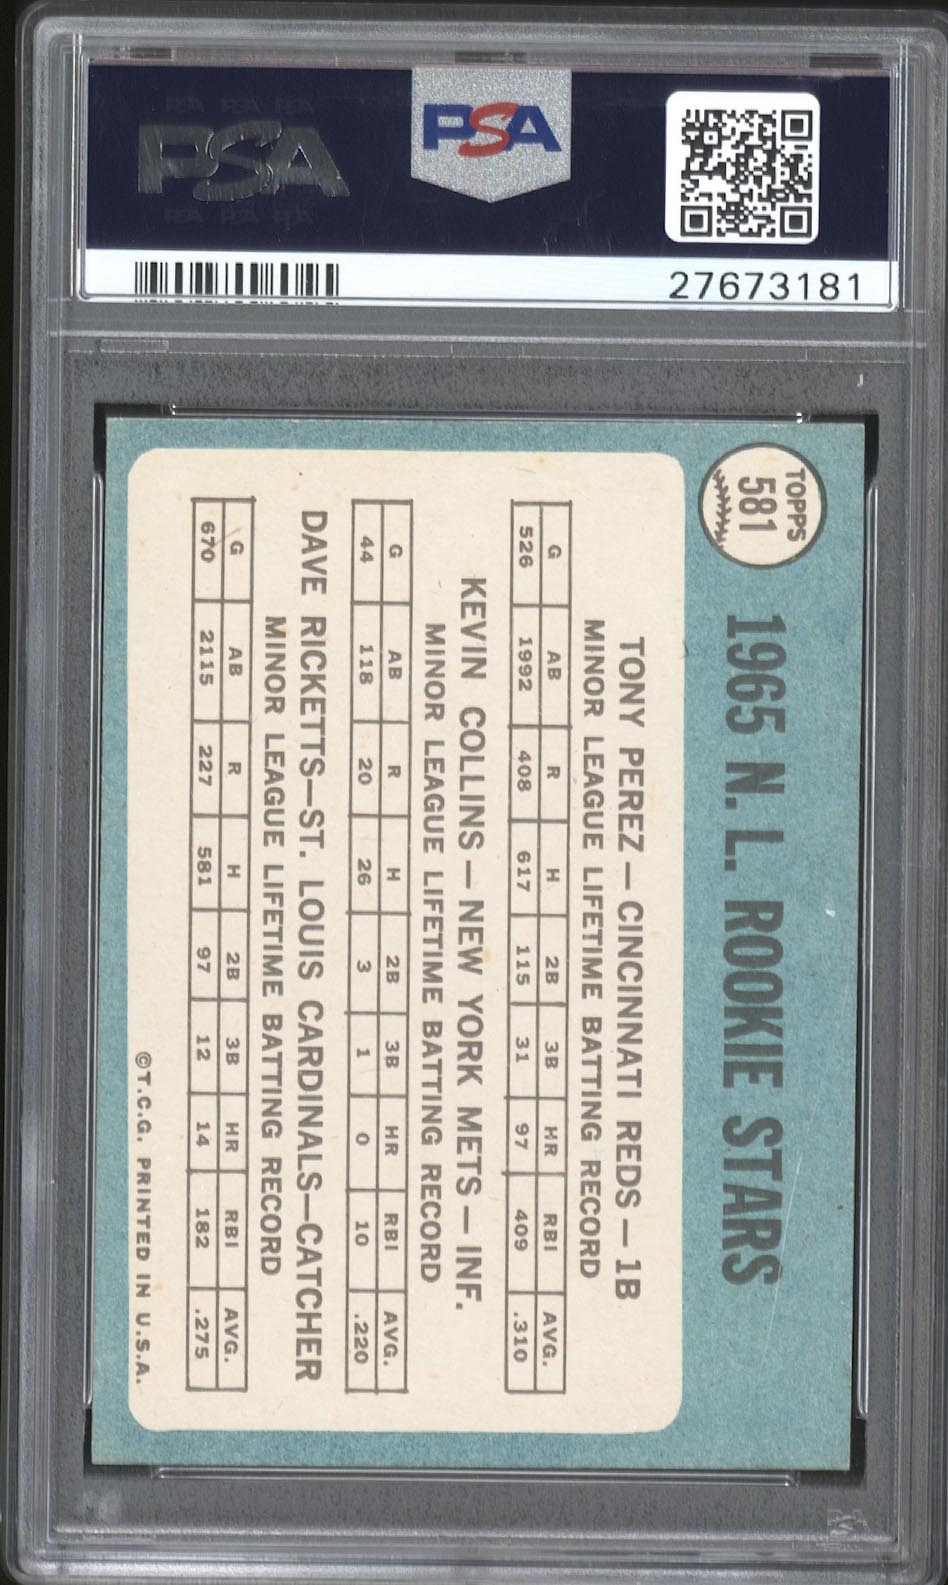 PSA
PSA
27673181
TOPPS
581
1965 N. L. ROOKIE STARS
TONY PEREZ—CINCINNATI REDS—1B
MINOR LEAGUE LIFETIME BATTING RECORD
G AB R H 2B 3B HR RBI AVG.
526 1992 408 617 115 31 97 409 .310
KEVIN COLLINS—NEW YORK METS—INF.
MINOR LEAGUE LIFETIME BATTING RECORD
G AB R H 2B 3B HR RBI AVG.
44 118 20 26 3 1 0 10 .220
DAVE RICKETTS—ST. LOUIS CARDINALS—CATCHER
MINOR LEAGUE LIFETIME BATTING RECORD
G AB R H 2B 3B HR RBI AVG.
670 2115 227 581 97 12 14 182 .275
©T.C.G. PRINTED IN U.S.A.